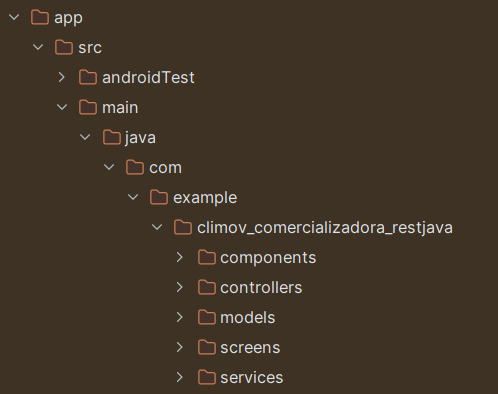 app
src
androidTest
main
java
com
example
climov_comercializadora_restjava
components
controllers
models
screens
services